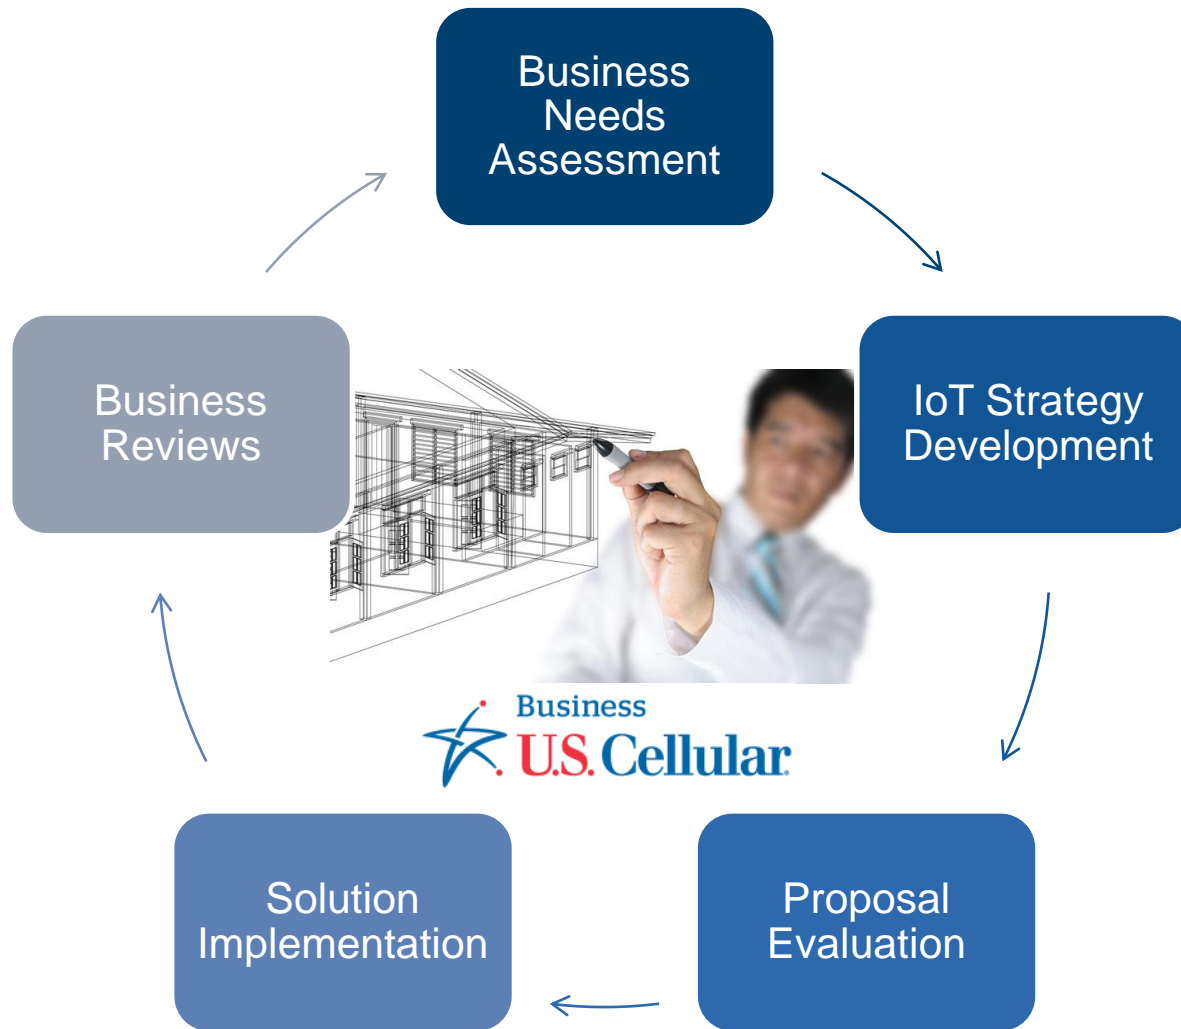 Business
Needs
Assessment
IoT Strategy
Development
Proposal
Evaluation
Solution
Implementation
Business
Reviews
Business
U.S. Cellular